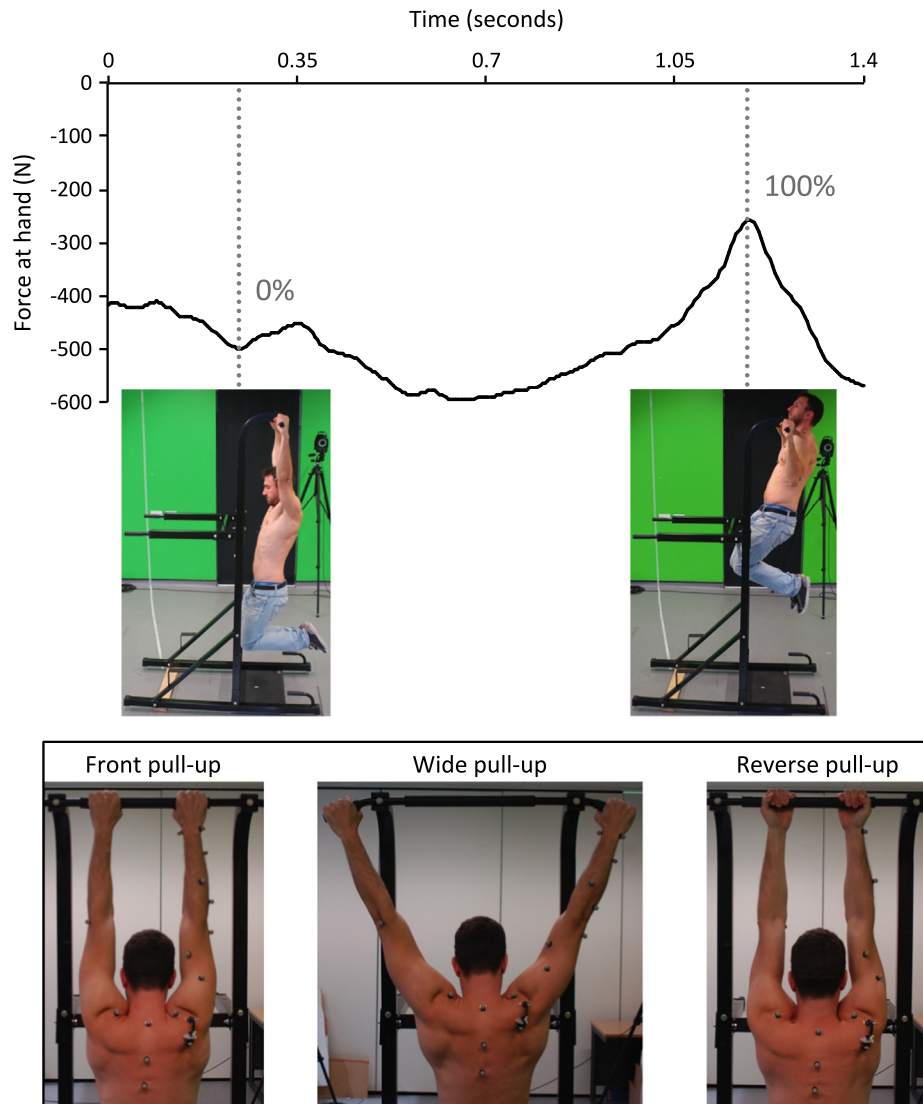 Time (seconds)
0 0.35 0.7 1.05 1.4
Force at hand (N)
0
-100
-200
-300
-400
-500
-600
0%
100%
Front pull-up
Wide pull-up
Reverse pull-up